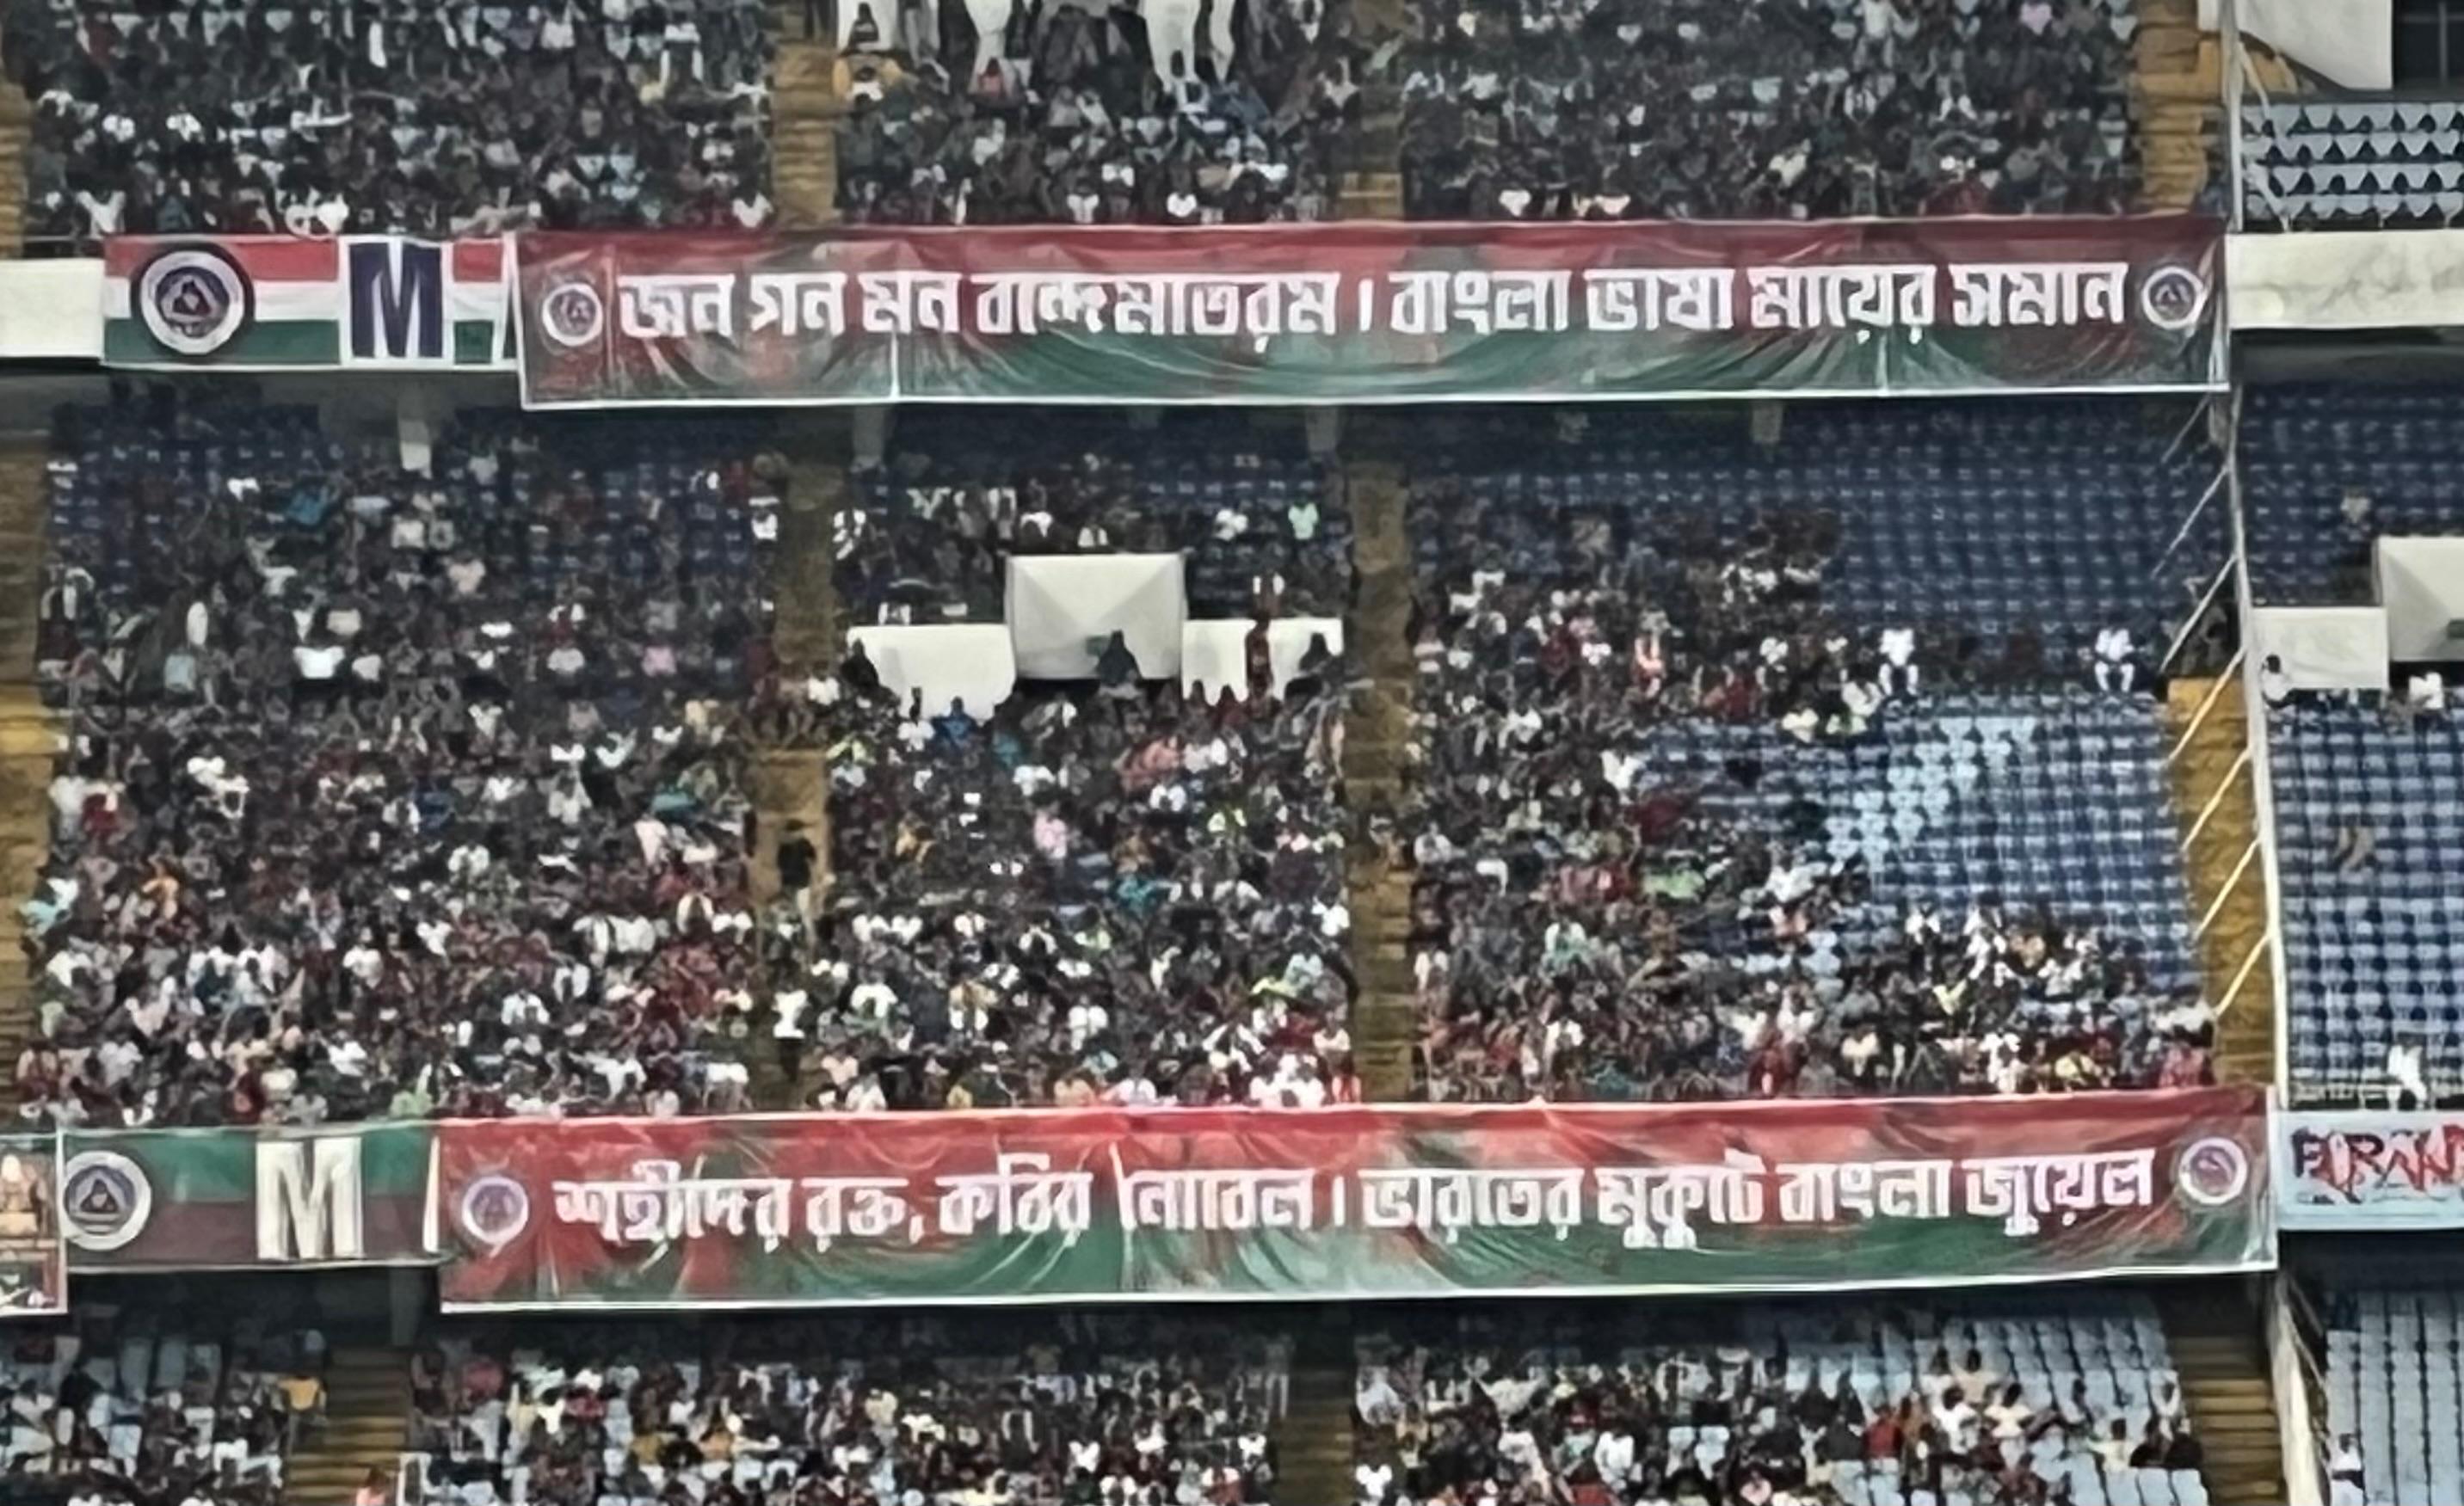 M
জন গন মন বন্দেমাতরম। বাংলা ভাষা মায়ের সমান
M
শহীদের রক্ত, কবির নোবেল। ভারতের মুকুটে বাংলা জুয়েল